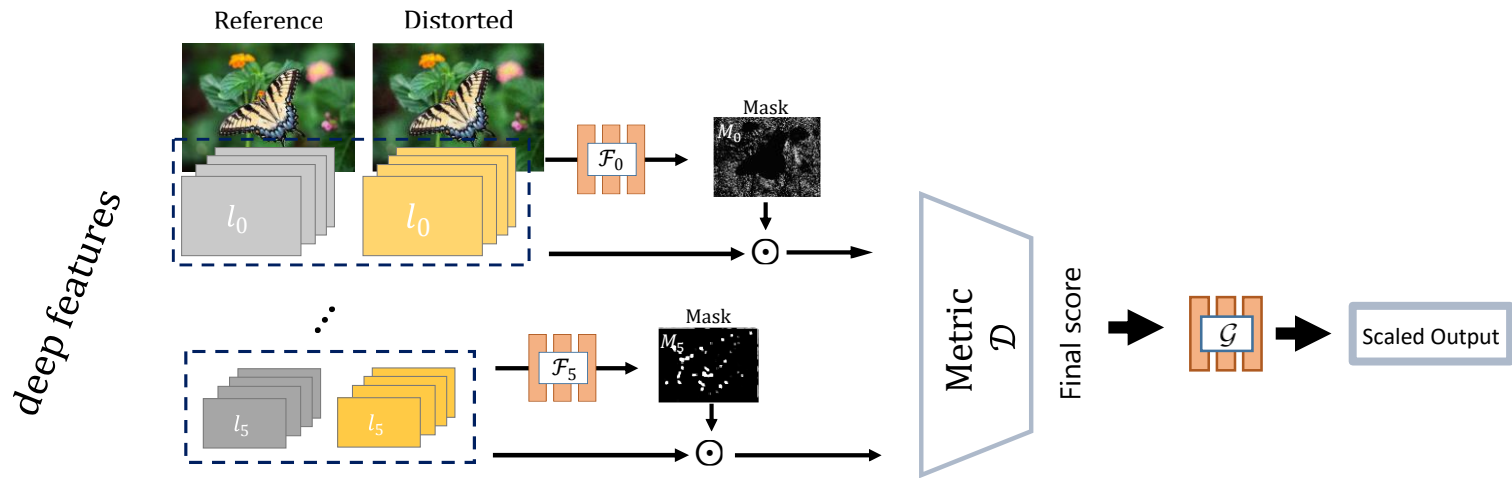 Reference
Distorted
deep features
l₀
l₀
ℱ₀
Mask
M₀
⊙
...
l₅
l₅
ℱ₅
Mask
M₅
⊙
Metric
𝒟
Final score
𝒢
Scaled Output